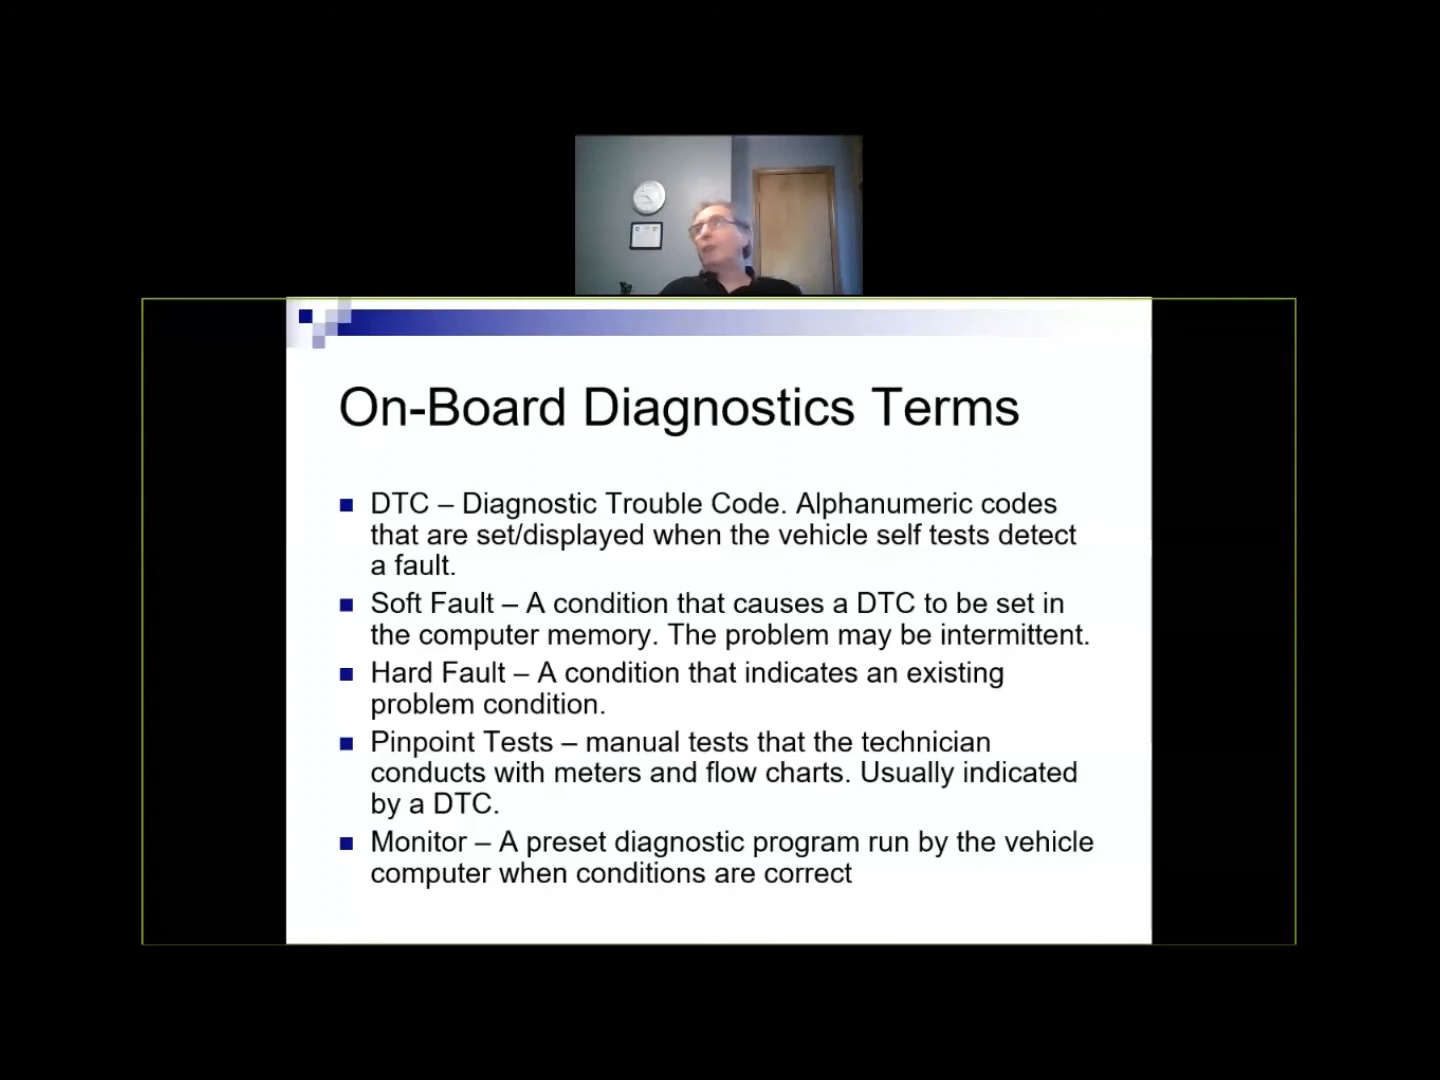 On-Board Diagnostics Terms
DTC – Diagnostic Trouble Code. Alphanumeric codes
that are set/displayed when the vehicle self tests detect
a fault.
Soft Fault – A condition that causes a DTC to be set in
the computer memory. The problem may be intermittent.
Hard Fault – A condition that indicates an existing
problem condition.
Pinpoint Tests – manual tests that the technician
conducts with meters and flow charts. Usually indicated
by a DTC.
Monitor – A preset diagnostic program run by the vehicle
computer when conditions are correct